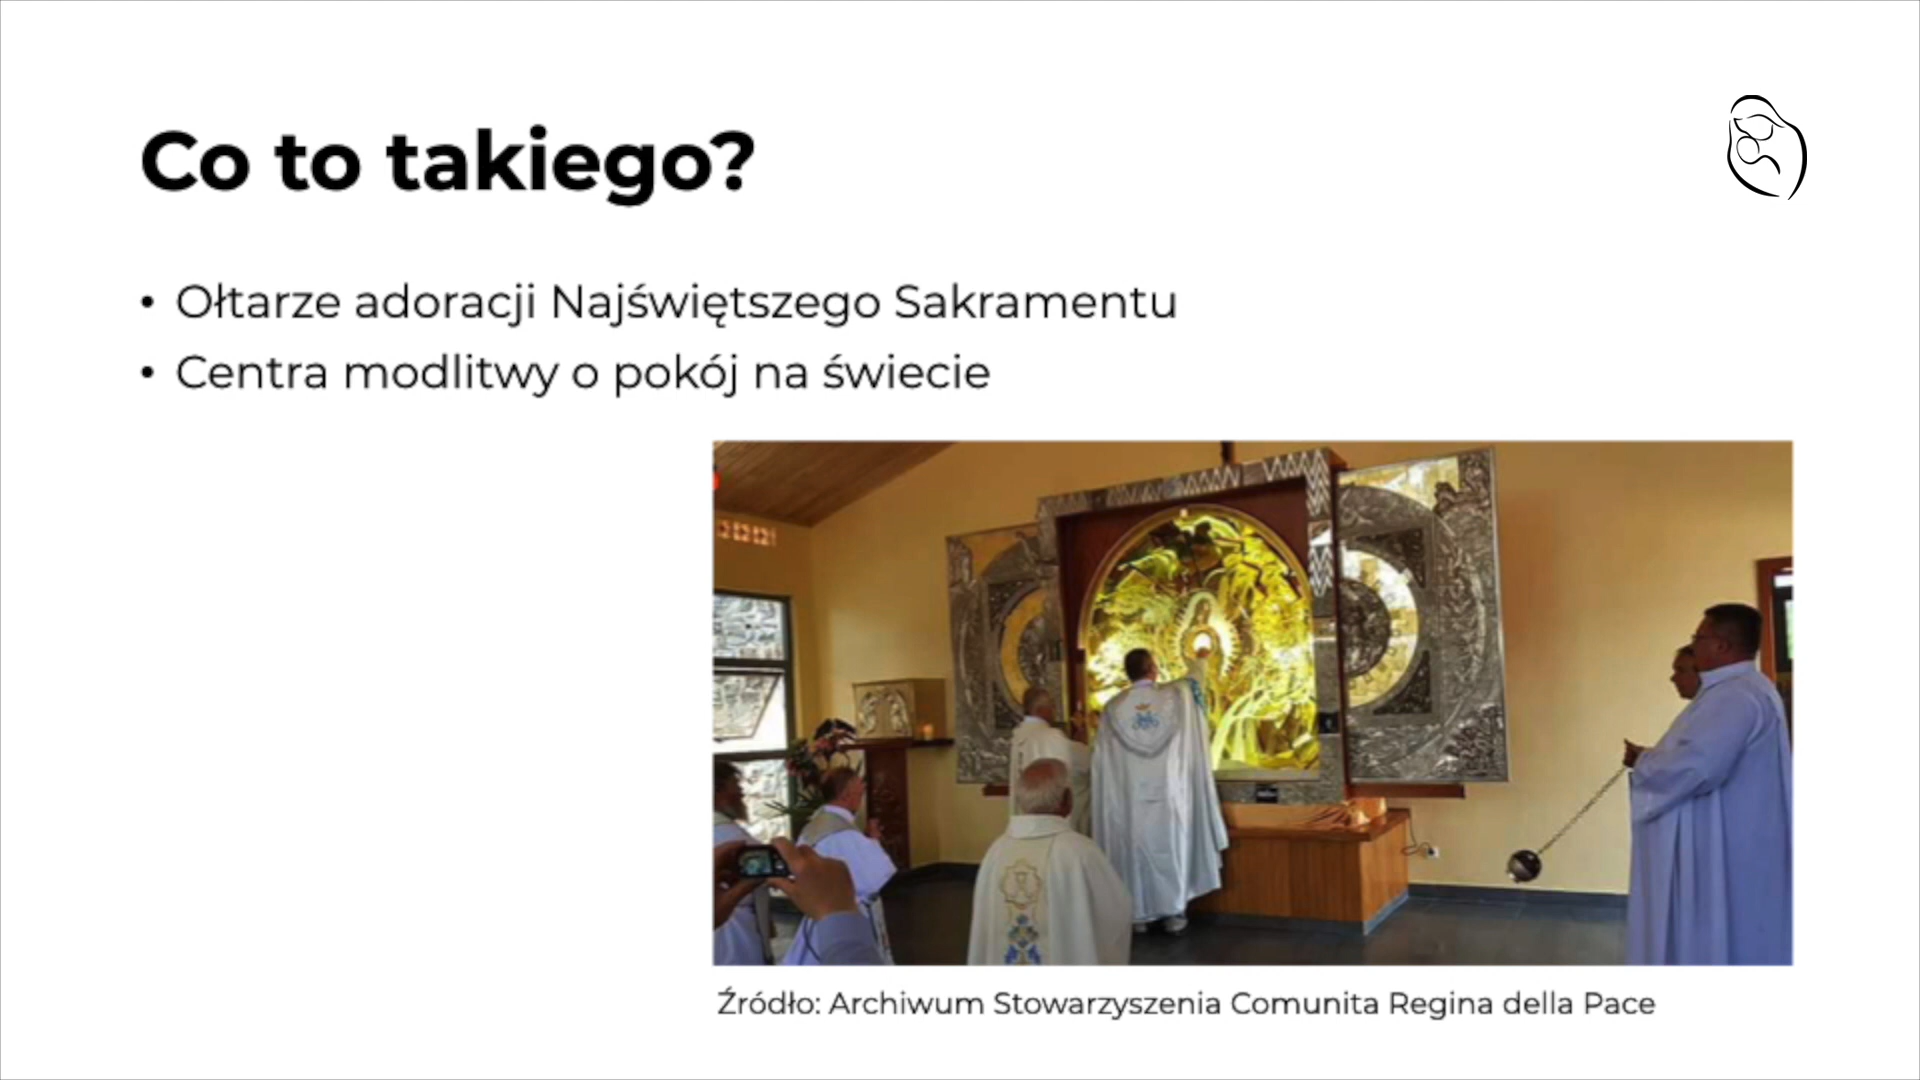 Co to takiego?
• Ołtarze adoracji Najświętszego Sakramentu
• Centra modlitwy o pokój na świecie
Źródło: Archiwum Stowarzyszenia Comunita Regina della Pace